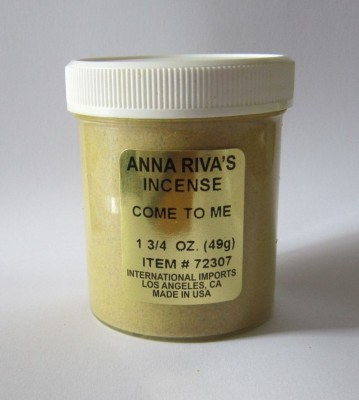 ANNA RIVA'S
INCENSE
COME TO ME
1 3/4 OZ. (49g)
ITEM # 72307
INTERNATIONAL IMPORTS
LOS ANGELES, CA
MADE IN USA